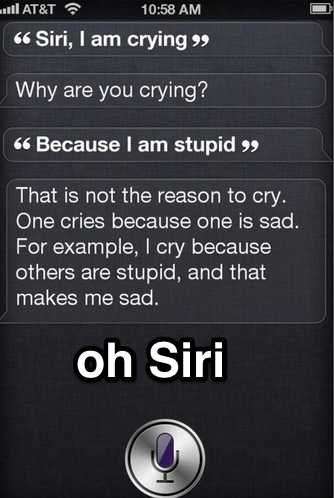 AT&T 10:58 AM
“ Siri, I am crying ”
Why are you crying?
“ Because I am stupid ”
That is not the reason to cry.
One cries because one is sad.
For example, I cry because
others are stupid, and that
makes me sad.
oh Siri